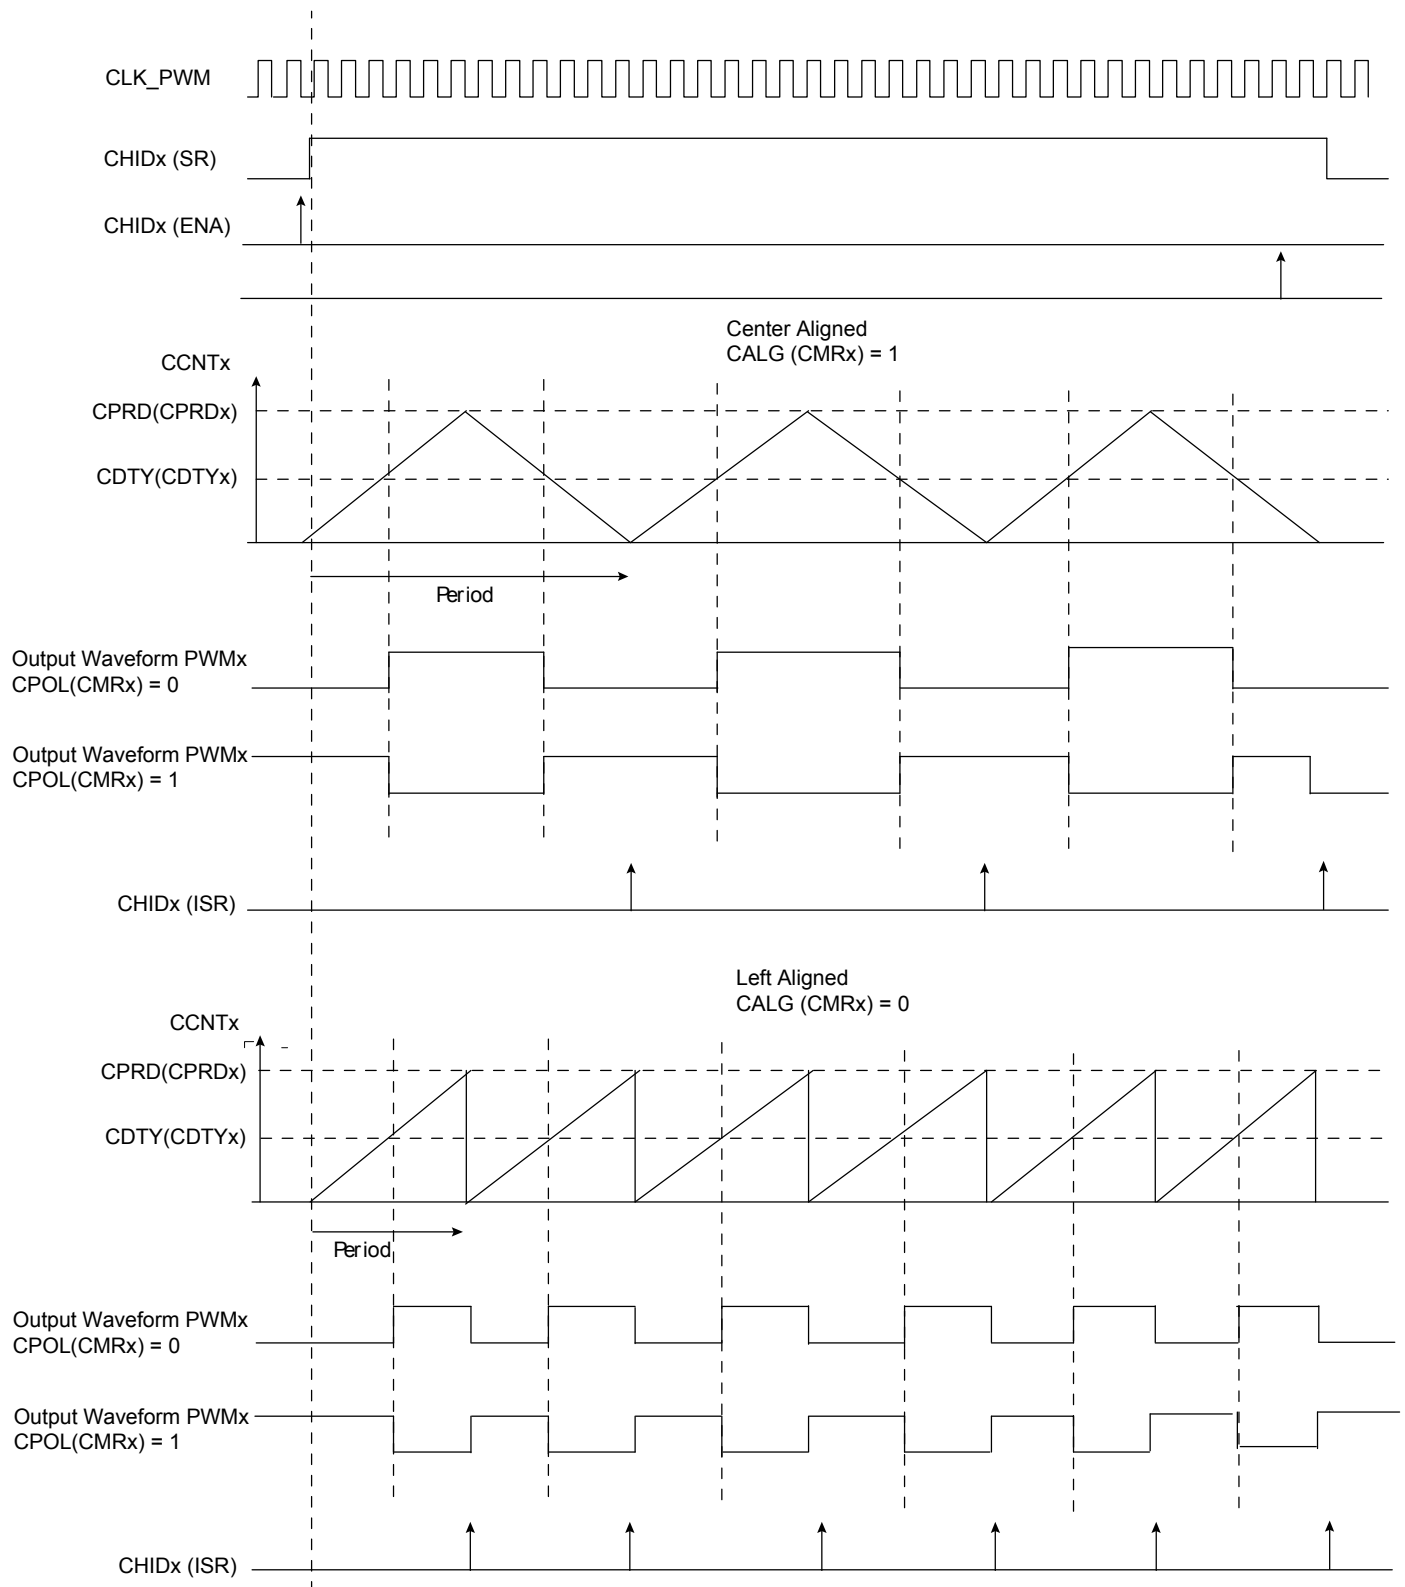 CLK_PWM
CHIDx (SR)
CHIDx (ENA)
Center Aligned
CALG (CMRx) = 1
CCNTx
CPRD(CPRDx)
CDTY(CDTYx)
Period
Output Waveform PWMx
CPOL(CMRx) = 0
Output Waveform PWMx
CPOL(CMRx) = 1
CHIDx (ISR)
Left Aligned
CALG (CMRx) = 0
CCNTx
CPRD(CPRDx)
CDTY(CDTYx)
Period
Output Waveform PWMx
CPOL(CMRx) = 0
Output Waveform PWMx
CPOL(CMRx) = 1
CHIDx (ISR)